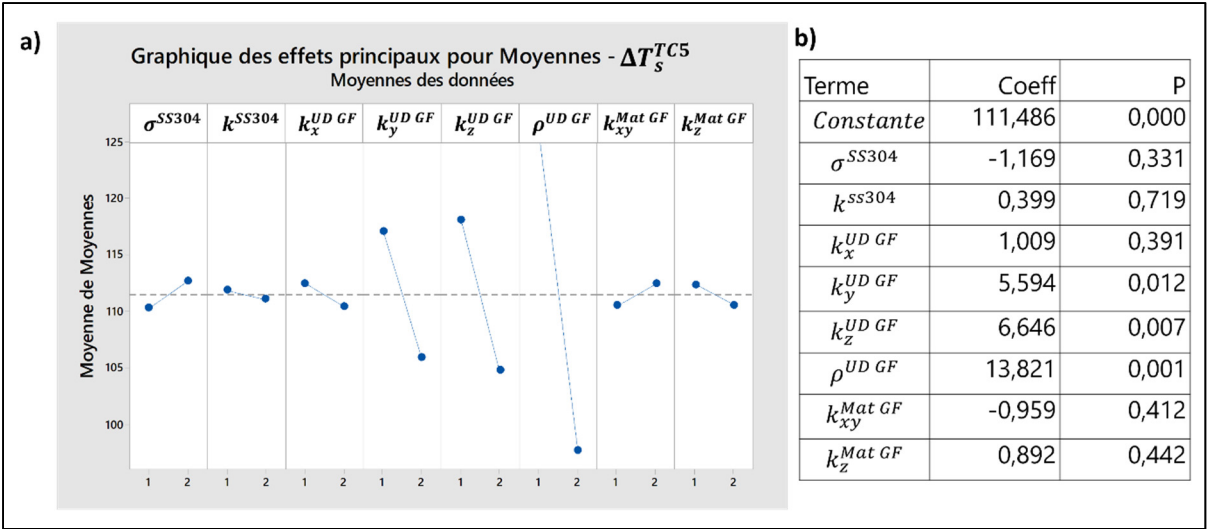 a)
Graphique des effets principaux pour Moyennes - ΔT_s^{TC5}
Moyennes des données
σ^{SS304} k^{SS304} k_x^{UD GF} k_y^{UD GF} k_z^{UD GF} ρ^{UD GF} k_{xy}^{Mat GF} k_z^{Mat GF}
Moyenne de Moyennes
125
120
115
110
105
100
1 2 1 2 1 2 1 2 1 2 1 2 1 2 1 2
b)
Terme Coeff P
Constante 111,486 0,000
σ^{SS304} -1,169 0,331
k^{ss304} 0,399 0,719
k_x^{UD GF} 1,009 0,391
k_y^{UD GF} 5,594 0,012
k_z^{UD GF} 6,646 0,007
ρ^{UD GF} 13,821 0,001
k_{xy}^{Mat GF} -0,959 0,412
k_z^{Mat GF} 0,892 0,442